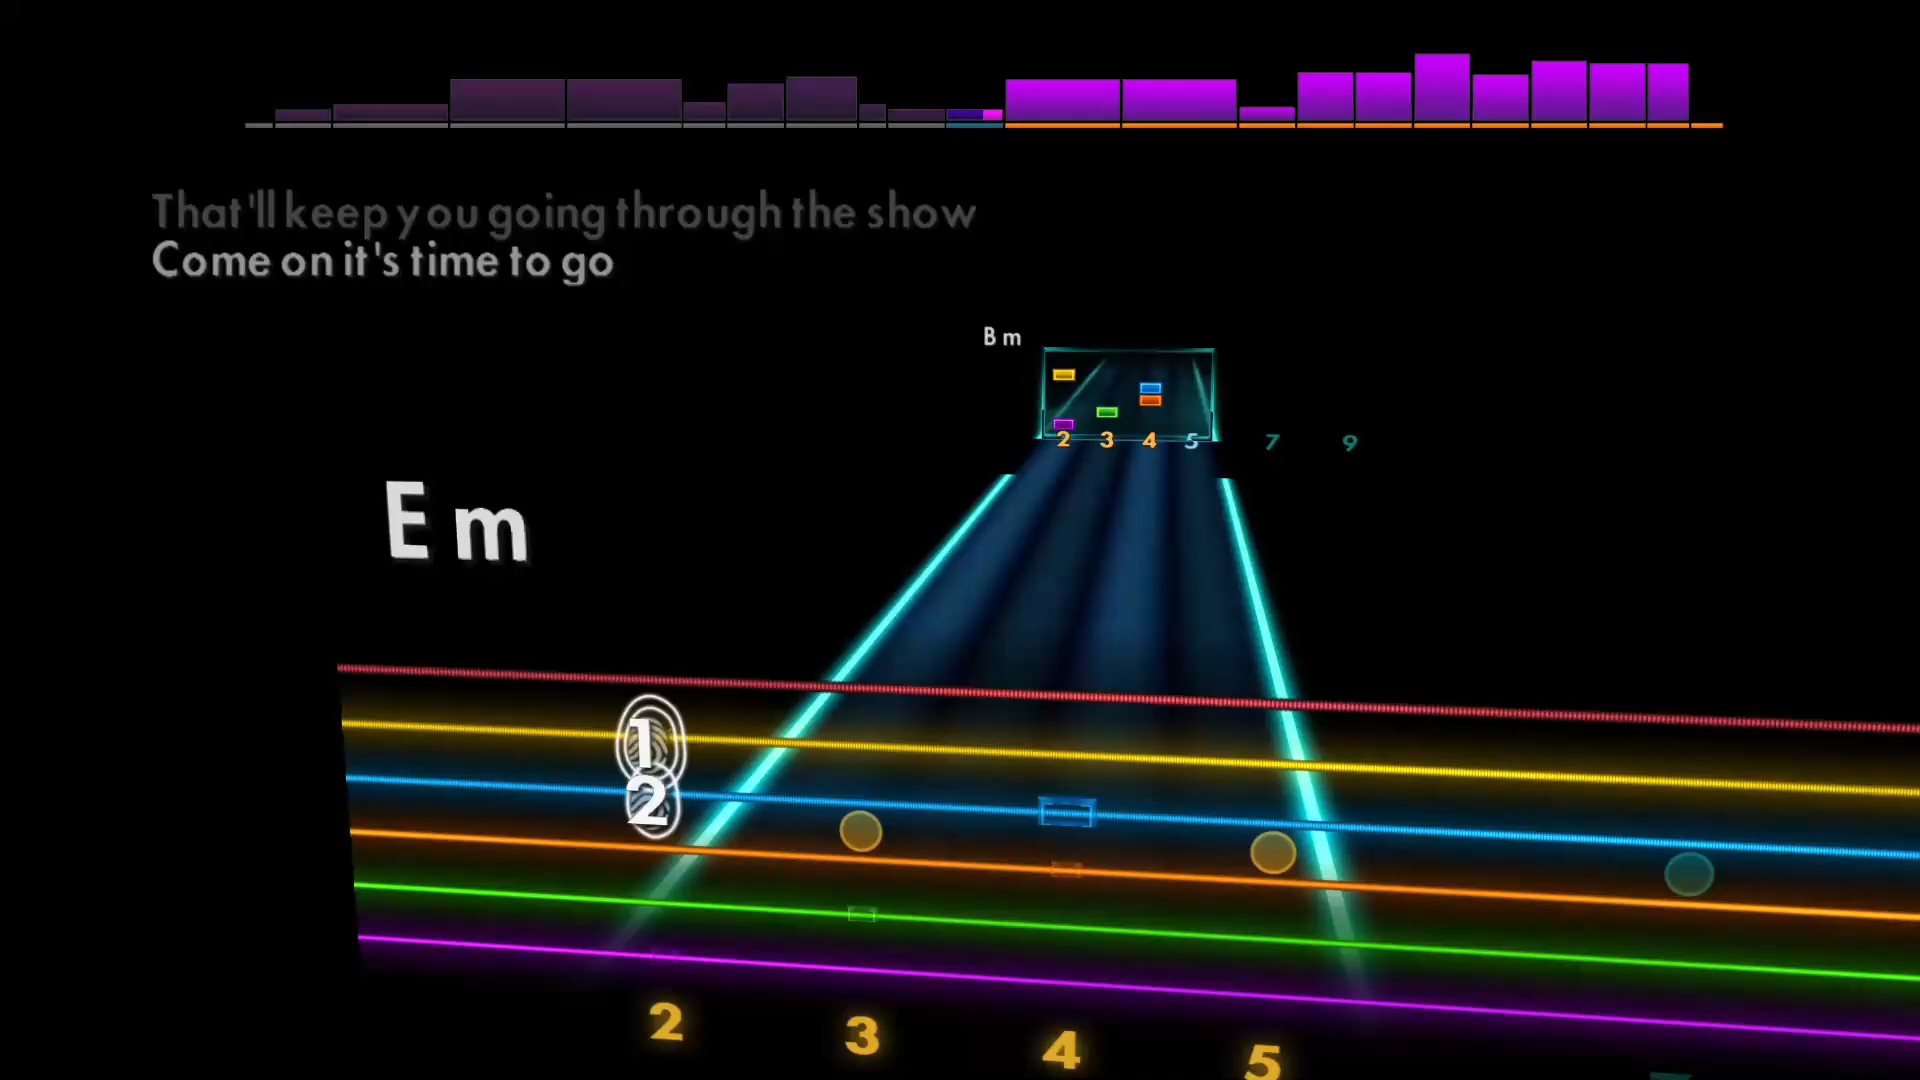 That'll keep you going through the show
Come on it's time to go
B m
2 3 4 5 7 9
E m
1
2
2 3 4 5